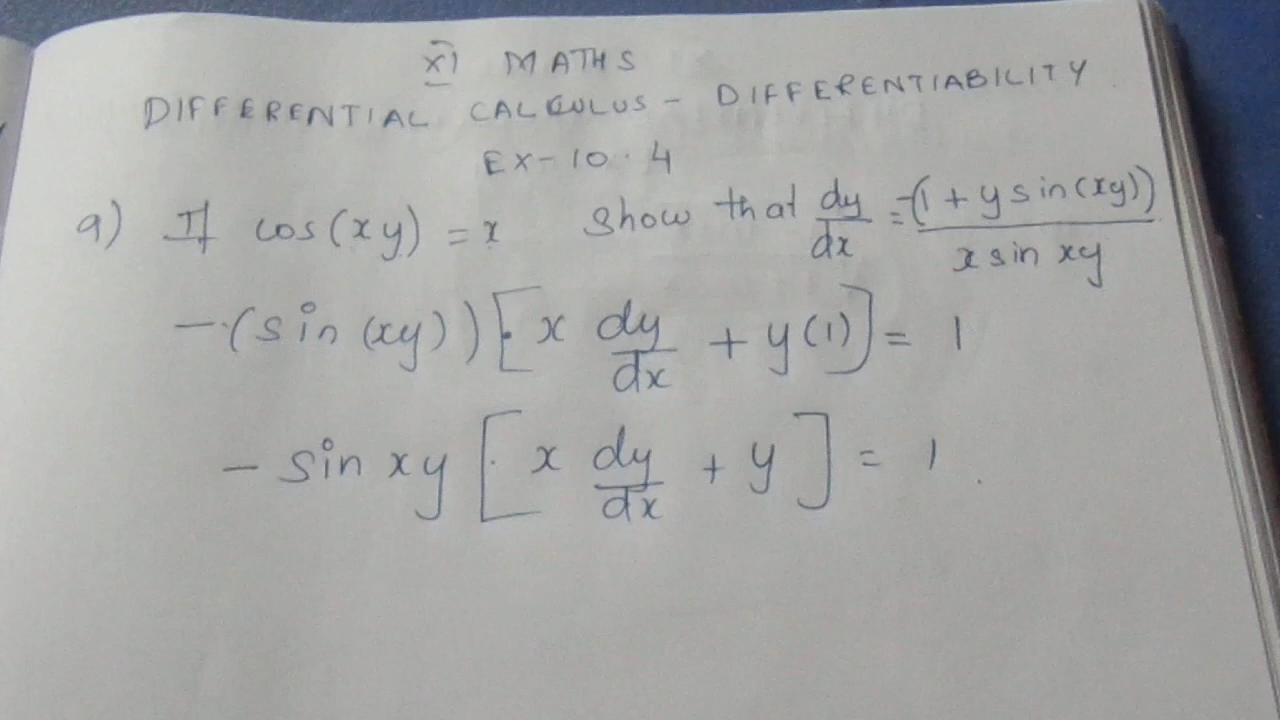 XI MATHS
DIFFERENTIAL CALCULUS - DIFFERENTIABILITY
EX-10.4
9) If cos(xy) = x show that dy/dx = -(1 + y sin(xy))/x sin xy
-(sin(xy)) [x dy/dx + y(1)] = 1
- sin xy [x dy/dx + y] = 1